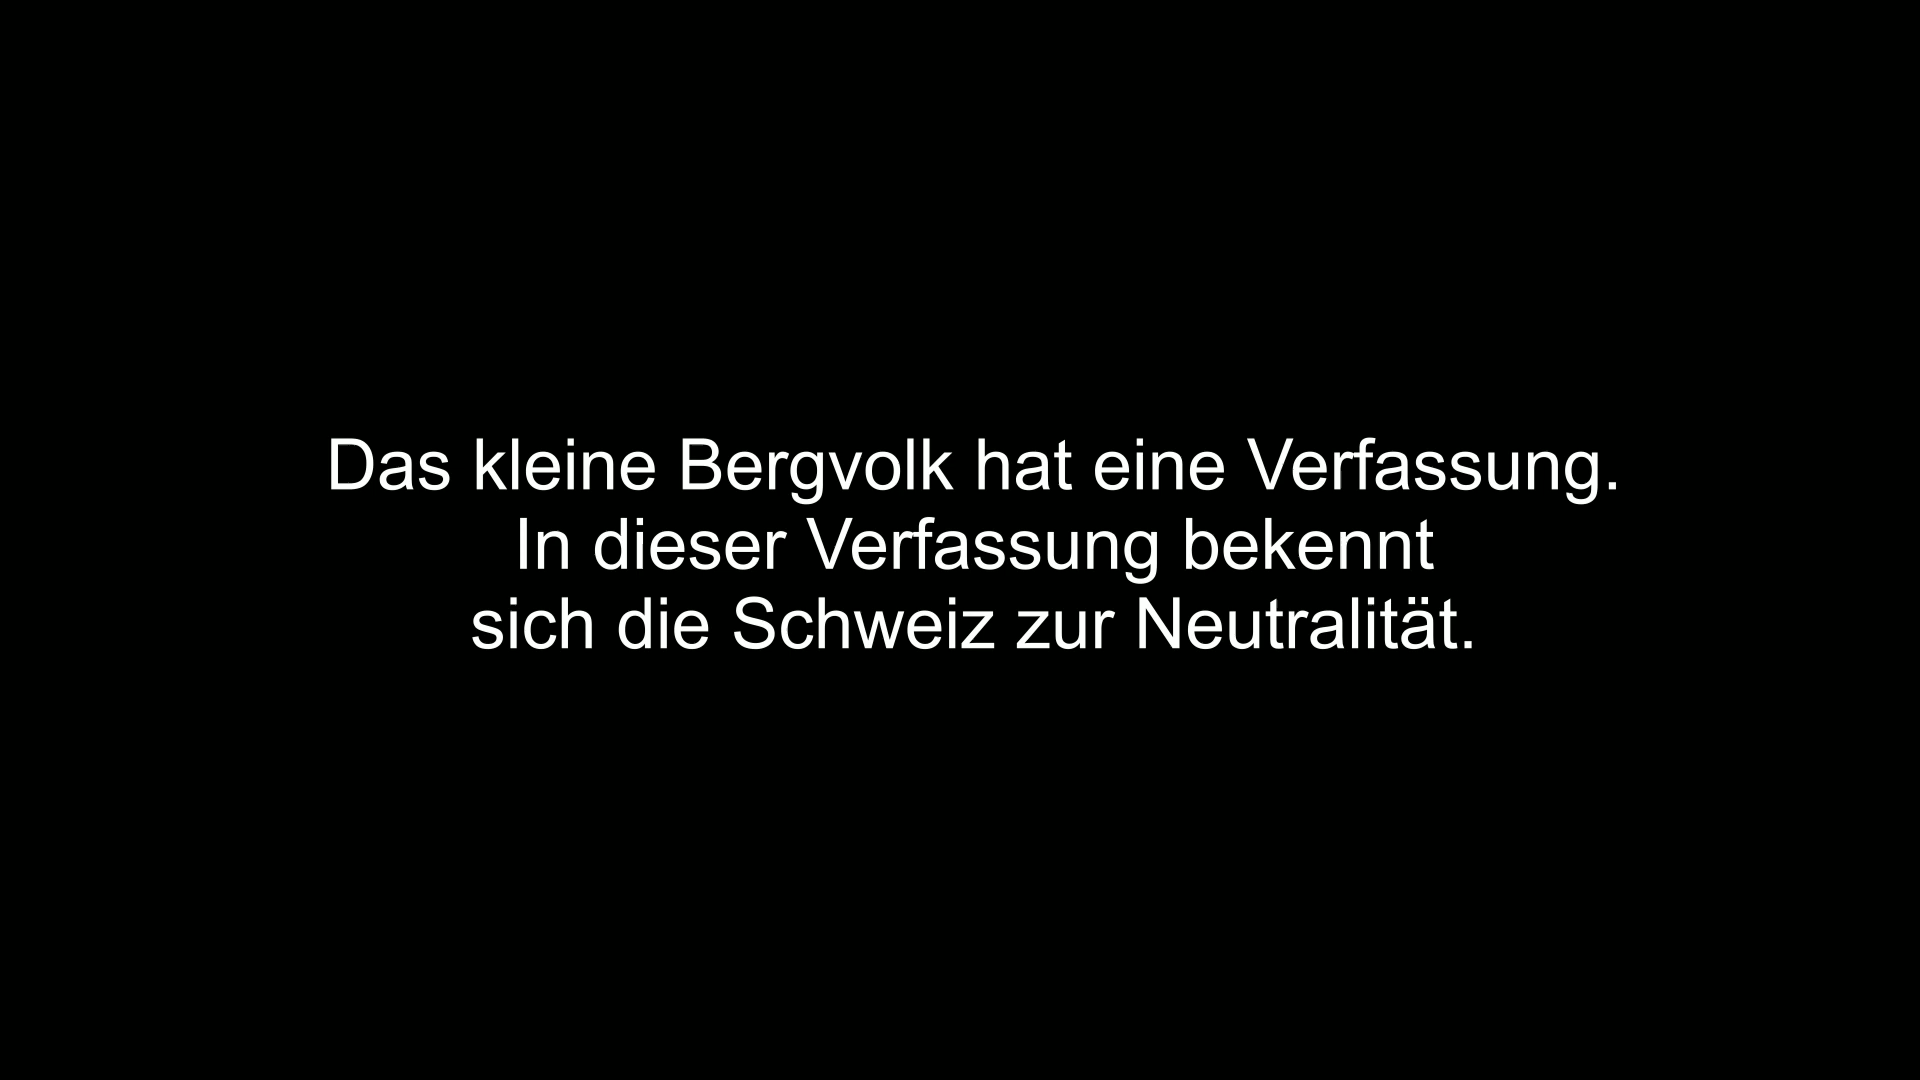 Das kleine Bergvolk hat eine Verfassung.
In dieser Verfassung bekennt
sich die Schweiz zur Neutralität.